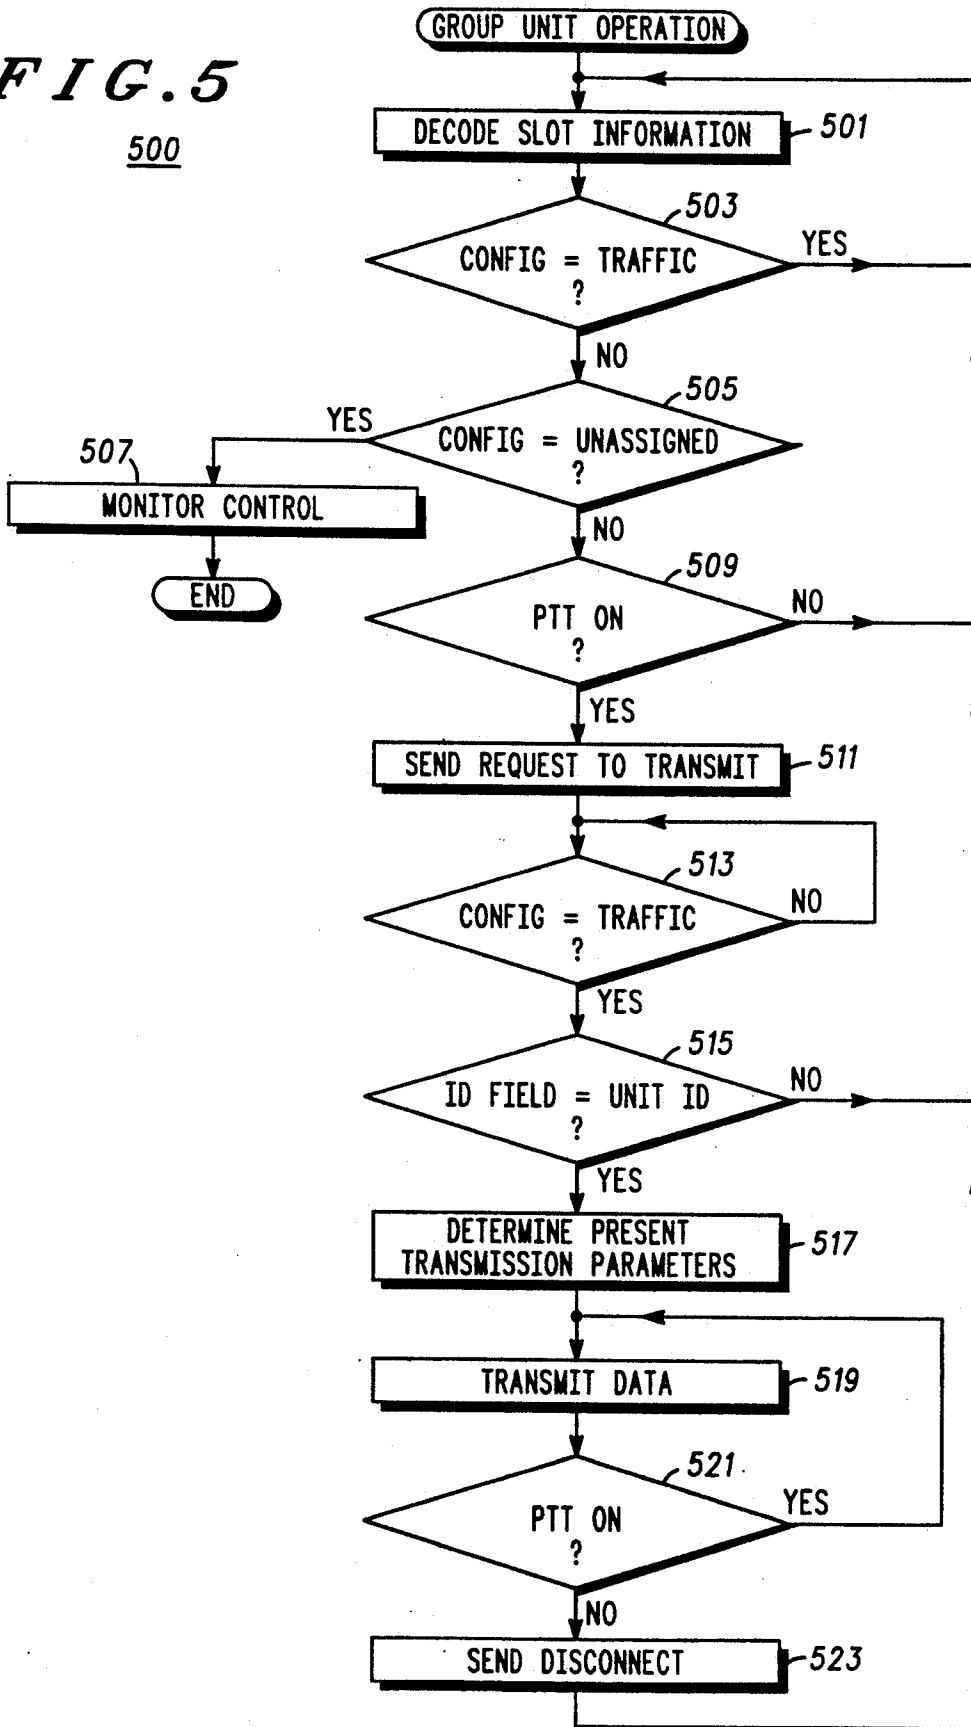 FIG.5
500
GROUP UNIT OPERATION
DECODE SLOT INFORMATION
501
503
CONFIG = TRAFFIC
?
YES
NO
505
CONFIG = UNASSIGNED
?
YES
507
MONITOR CONTROL
END
NO
509
PTT ON
?
NO
YES
SEND REQUEST TO TRANSMIT
511
513
CONFIG = TRAFFIC
?
NO
YES
515
ID FIELD = UNIT ID
?
NO
YES
DETERMINE PRESENT
TRANSMISSION PARAMETERS
517
TRANSMIT DATA
519
521
PTT ON
?
YES
NO
SEND DISCONNECT
523